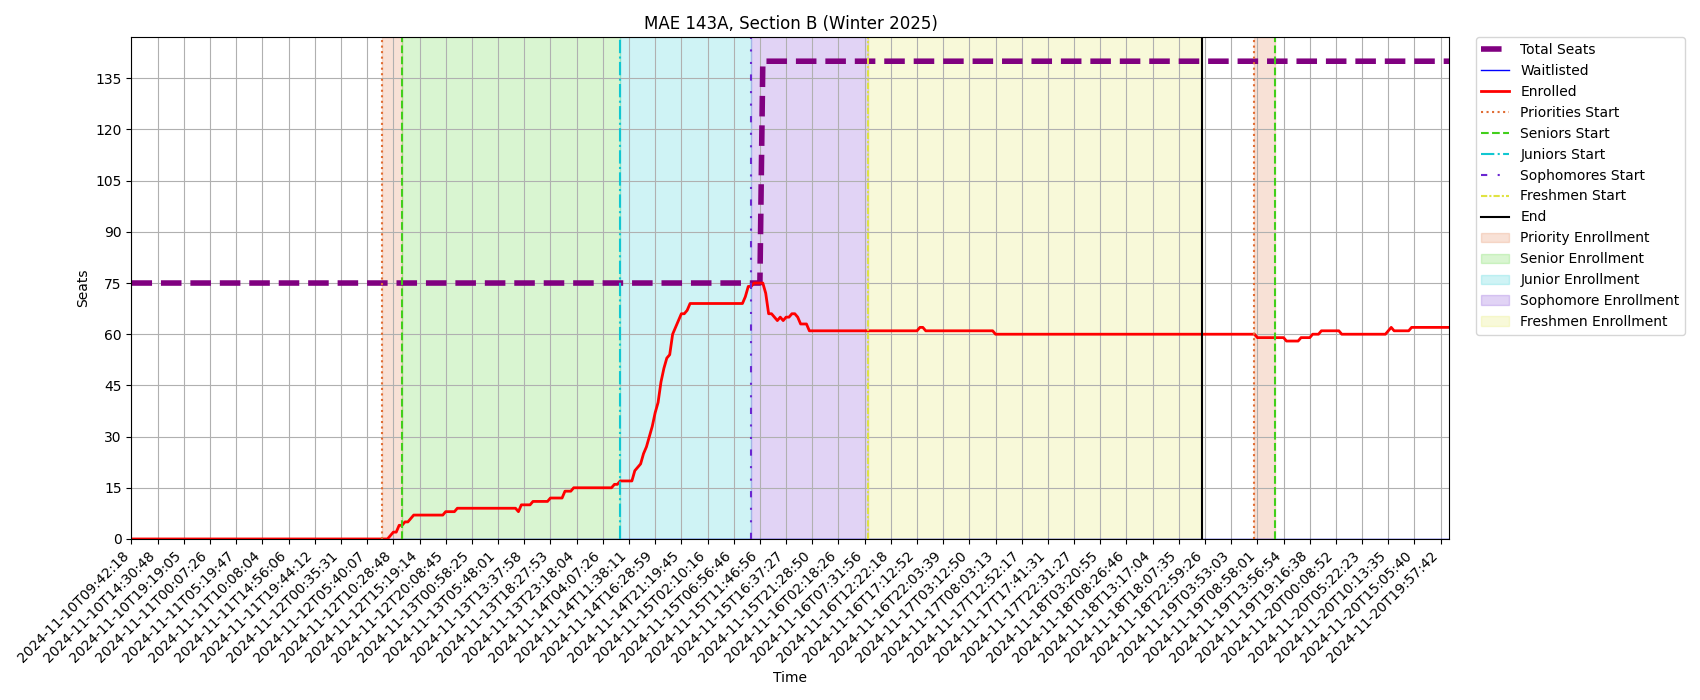 MAE 143A, Section B (Winter 2025)
Seats
135
120
105
90
75
60
45
30
15
0
2024-11-10T09:42:18
2024-11-10T14:30:48
2024-11-10T19:19:05
2024-11-11T00:07:26
2024-11-11T05:19:47
2024-11-11T10:08:04
2024-11-11T14:56:06
2024-11-11T19:44:12
2024-11-12T00:35:31
2024-11-12T05:40:07
2024-11-12T10:28:48
2024-11-12T15:19:14
2024-11-12T20:08:45
2024-11-13T00:58:25
2024-11-13T05:48:01
2024-11-13T13:37:58
2024-11-13T18:27:53
2024-11-13T23:18:04
2024-11-14T04:07:26
2024-11-14T11:38:11
2024-11-14T16:28:59
2024-11-14T21:19:45
2024-11-15T02:10:16
2024-11-15T06:56:46
2024-11-15T11:46:56
2024-11-15T16:37:27
2024-11-15T21:28:50
2024-11-16T02:18:26
2024-11-16T07:31:56
2024-11-16T12:22:18
2024-11-16T17:12:52
2024-11-16T22:03:39
2024-11-17T03:12:50
2024-11-17T08:03:13
2024-11-17T12:52:17
2024-11-17T17:41:31
2024-11-17T22:31:27
2024-11-18T03:20:55
2024-11-18T08:26:46
2024-11-18T13:17:04
2024-11-18T18:07:35
2024-11-18T22:59:26
2024-11-19T03:53:03
2024-11-19T08:58:01
2024-11-19T13:56:54
2024-11-19T19:16:38
2024-11-20T00:08:52
2024-11-20T05:22:23
2024-11-20T10:13:35
2024-11-20T15:05:40
2024-11-20T19:57:42
Time
Total Seats
Waitlisted
Enrolled
Priorities Start
Seniors Start
Juniors Start
Sophomores Start
Freshmen Start
End
Priority Enrollment
Senior Enrollment
Junior Enrollment
Sophomore Enrollment
Freshmen Enrollment